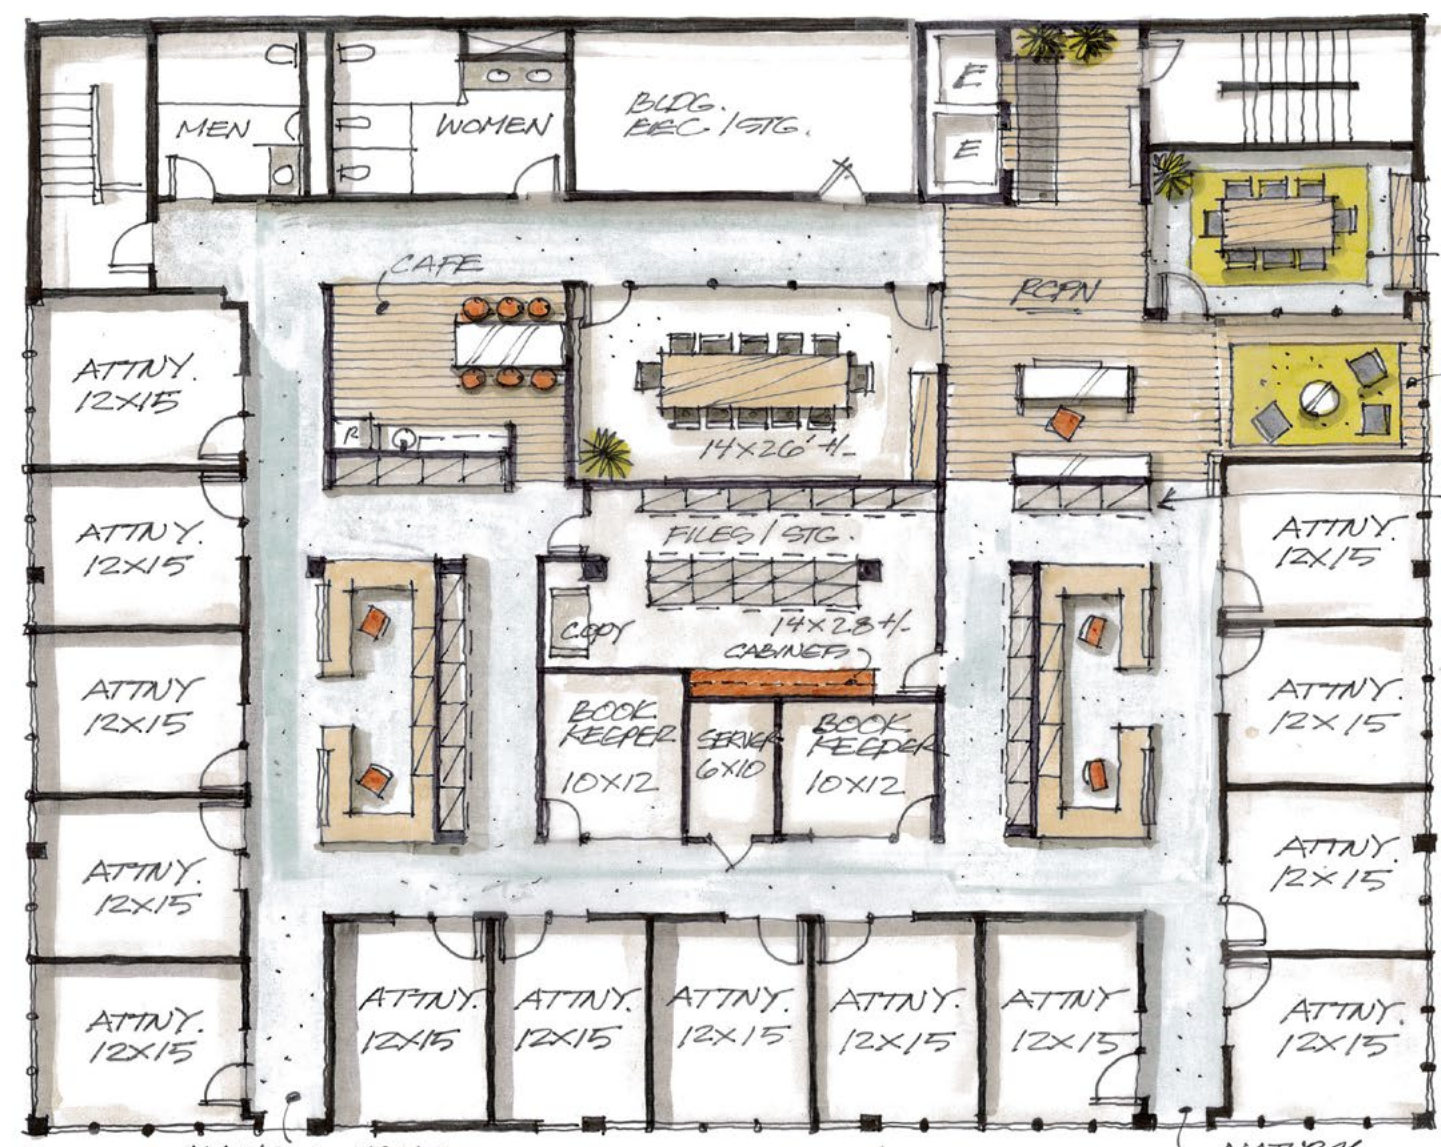 MEN
WOMEN
BLDG.
ELEC / STG.
E
E
CAFE
RCPN
R
14X26' +/-
ATTNY.
12X15
ATTNY.
12X15
ATTNY.
12X15
ATTNY.
12X15
ATTNY.
12X15
FILES / STG.
14X28 +/-
COPY
CABINETS
BOOK
KEEPER
10X12
SERVER
6X10
BOOK
KEEPER
10X12
ATTNY.
12X15
ATTNY.
12X15
ATTNY.
12X15
ATTNY.
12X15
ATTNY.
12X15
ATTNY.
12X15
ATTNY.
12X15
ATTNY.
12X15
ATTNY.
12X15